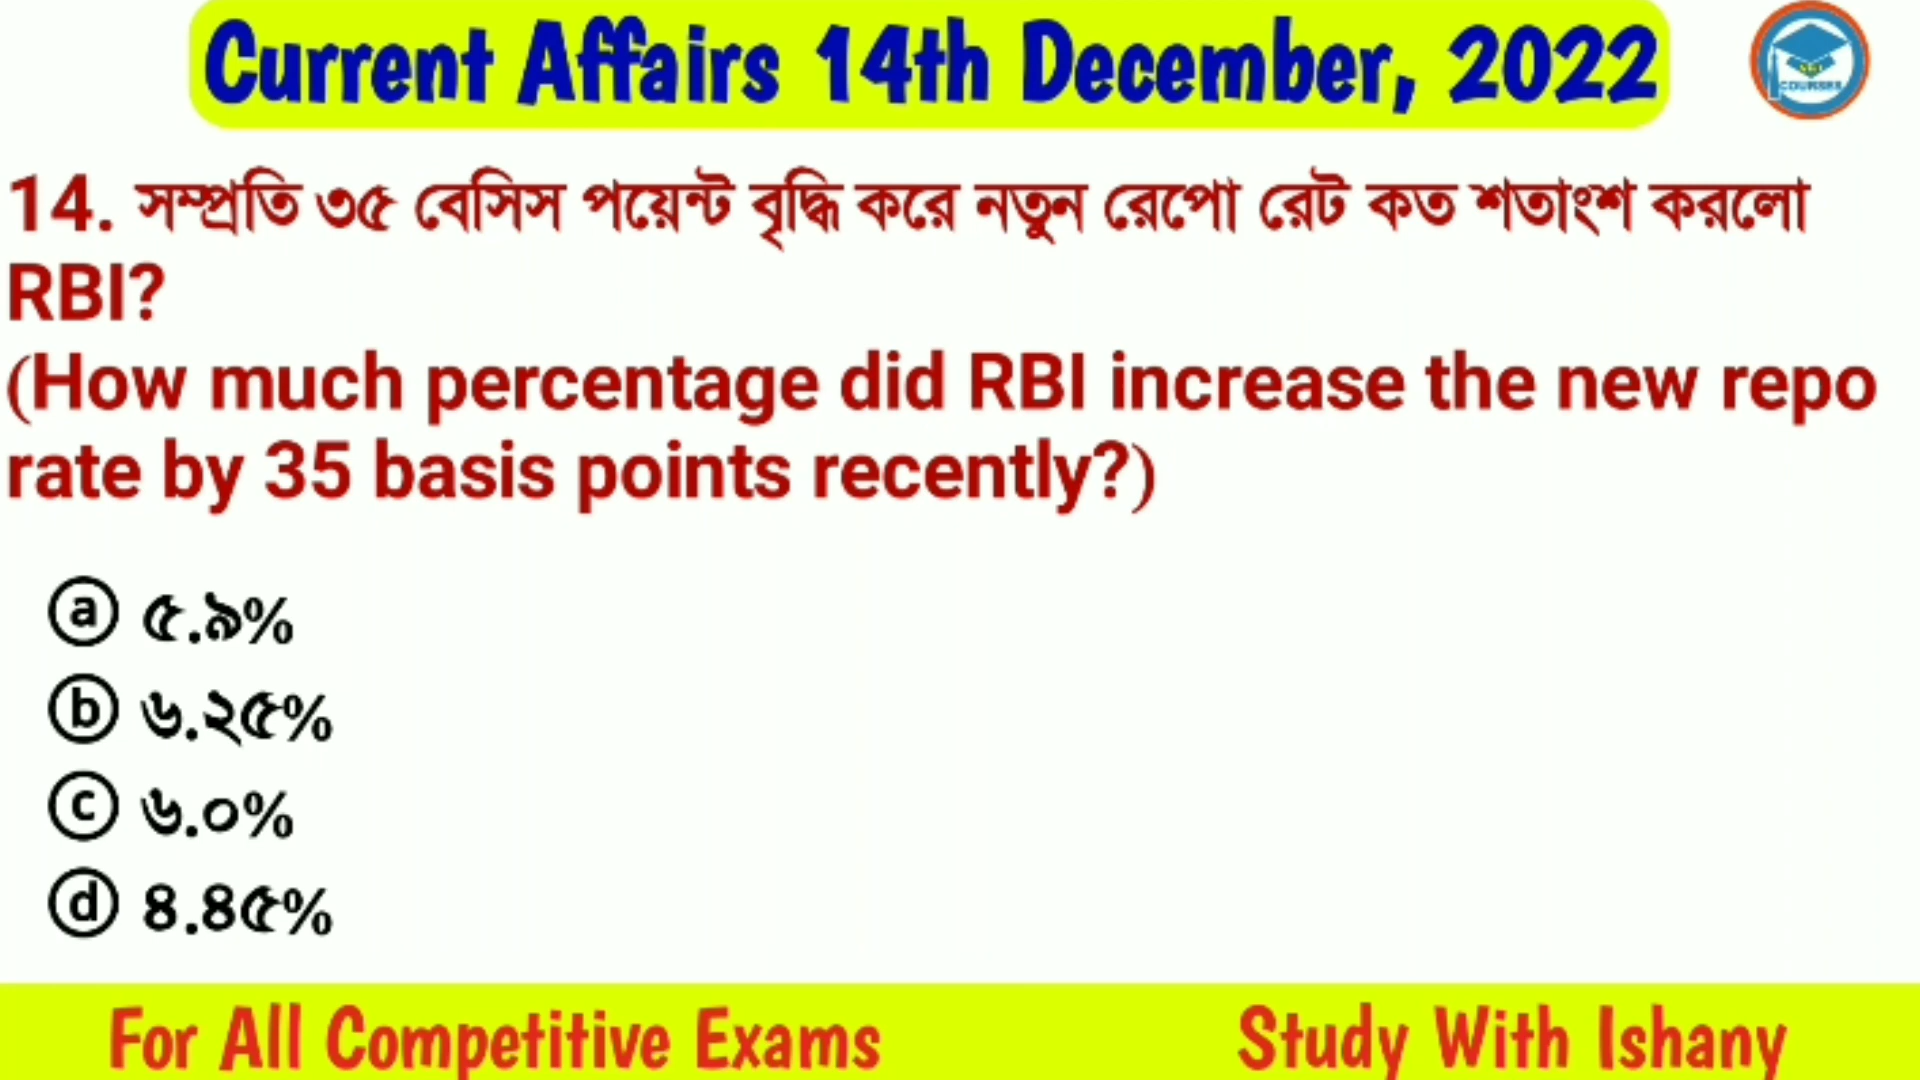 Current Affairs 14th December, 2022
COURSES
14. সম্প্রতি ৩৫ বেসিস পয়েন্ট বৃদ্ধি করে নতুন রেপো রেট কত শতাংশ করলো
RBI?
(How much percentage did RBI increase the new repo
rate by 35 basis points recently?)
ⓐ ৫.৯%
ⓑ ৬.২৫%
ⓒ ৬.০%
ⓓ ৪.৪৫%
For All Competitive Exams
Study With Ishany